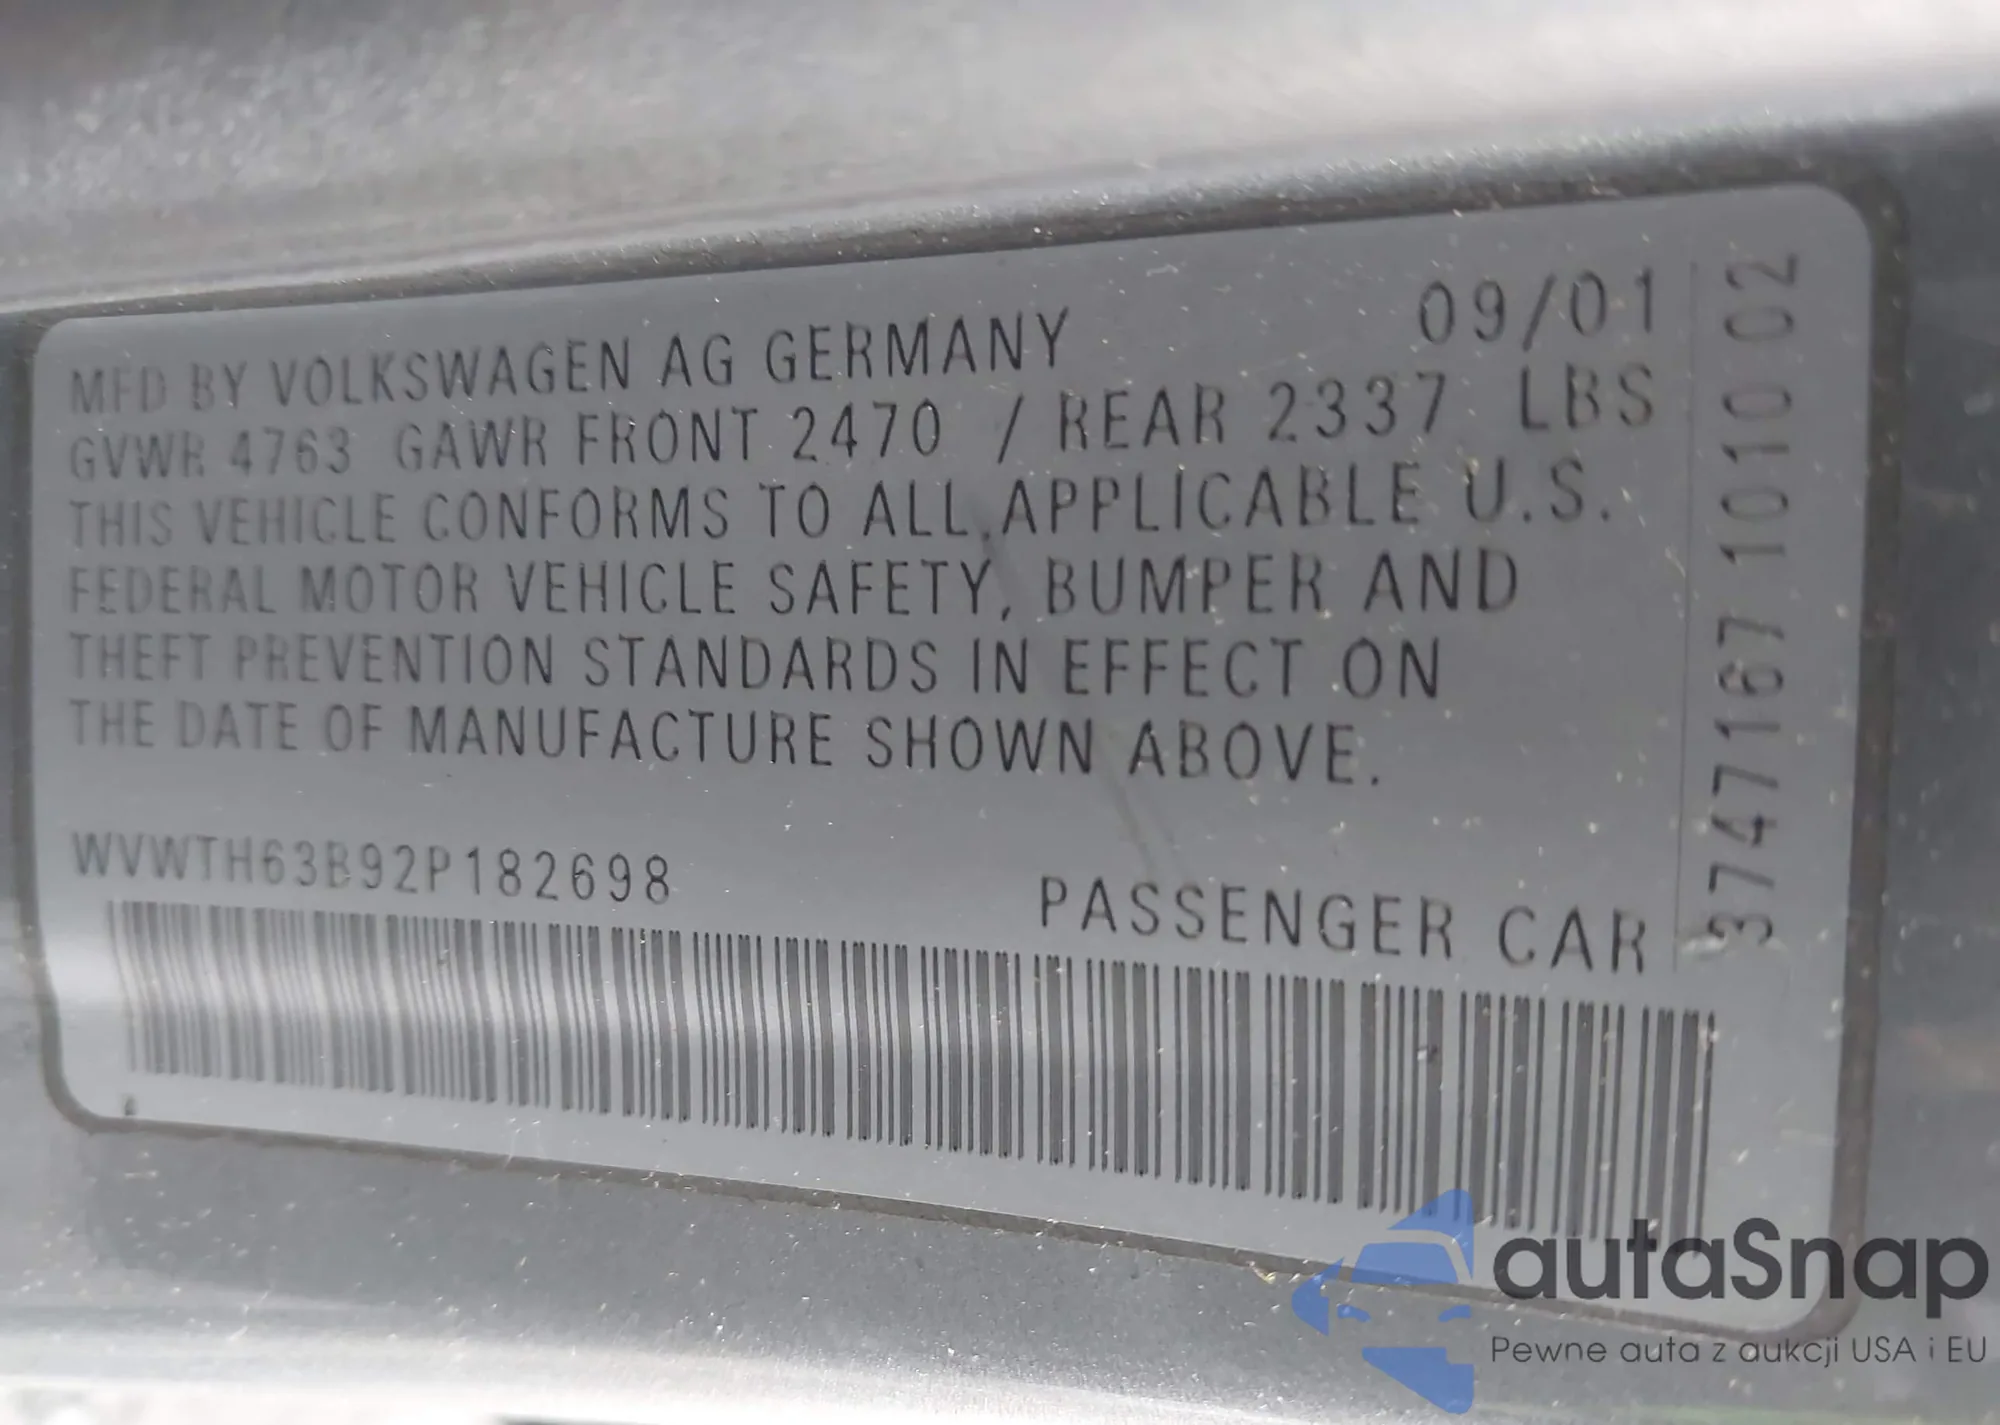 MFD BY VOLKSWAGEN AG GERMANY 09/01
GVWR 4763 GAWR FRONT 2470 / REAR 2337 LBS
THIS VEHICLE CONFORMS TO ALL APPLICABLE U.S.
FEDERAL MOTOR VEHICLE SAFETY, BUMPER AND
THEFT PREVENTION STANDARDS IN EFFECT ON
THE DATE OF MANUFACTURE SHOWN ABOVE.
WVWTH63B92P182698
PASSENGER CAR
3747167 1010 02
autaSnap
Pewne auta z aukcji USA i EU